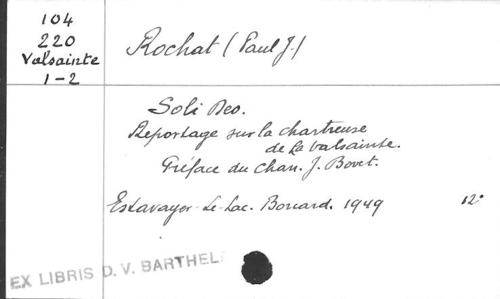 104
220
Valsainte
1-2
Rochat (Paul J.)
Soli Deo.
Reportage sur la chartreuse
de la Valsainte.
Préface du Chan. J. Bovet.
Estavayer-le-Lac. Borcard. 1949 12°
EX LIBRIS D. V. BARTHEL